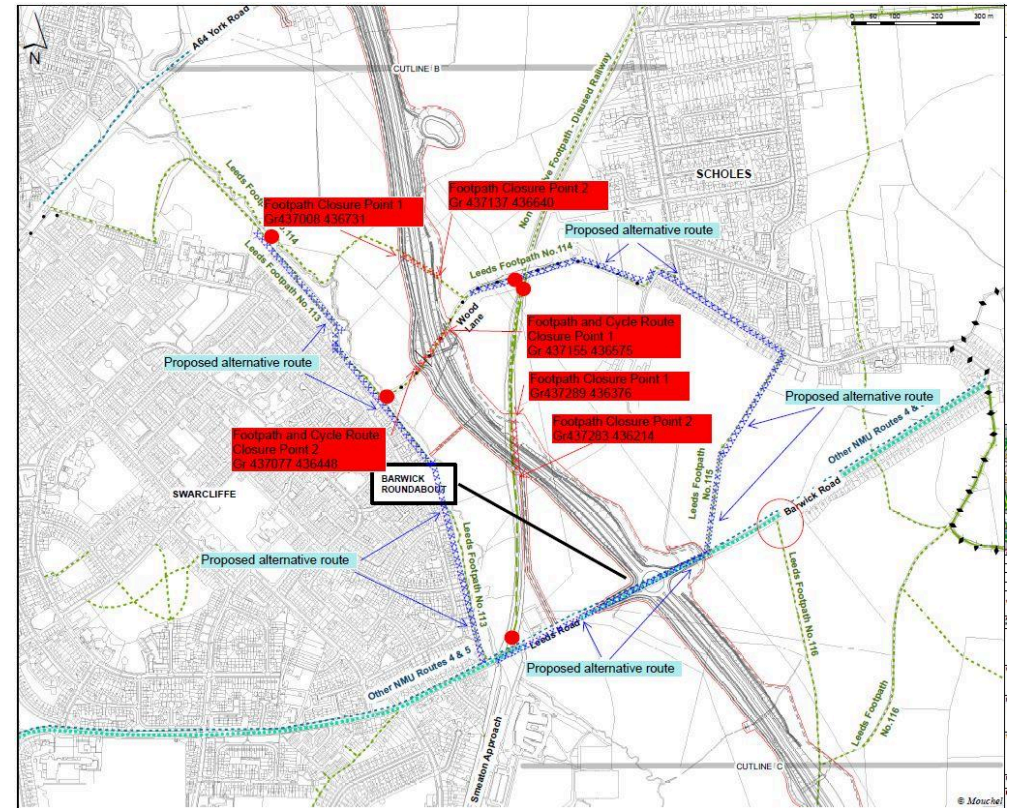 A64 York Road
0 50 100 200 300 m
N
CUTLINE B
SCHOLES
Footpath Closure Point 2
Gr 437137 436640
Footpath Closure Point 1
Gr437008 436731
Leeds Footpath No.114
Proposed alternative route
Leeds Footpath No.114
Leeds Footpath No.113
Wood
Lane
Footpath and Cycle Route
Closure Point 1
Gr 437155 436575
Proposed alternative route
Footpath Closure Point 1
Gr437289 436376
Proposed alternative route
Footpath Closure Point 2
Gr437283 436214
Footpath and Cycle Route
Closure Point 2
Gr 437077 436448
Other NMU Routes 4 &
BARWICK
ROUNDABOUT
SWARCLIFFE
Leeds Footpath
No.115
Barwick Road
Proposed alternative route
Leeds Footpath No.113
Leeds Road
Leeds Footpath No.116
Proposed alternative route
Other NMU Routes 4 & 5
Leeds Footpath
No.116
Smeaton Approach
CUTLINE C
© Mouchel